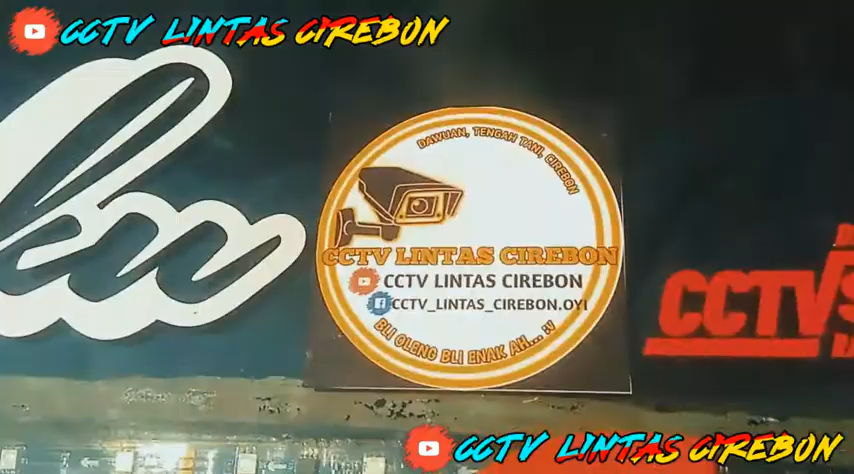 CCTV LINTAS CIREBON
DAWUAN, TENGAH TANI, CIREBON
CCTV LINTAS CIREBON
CCTV LINTAS CIREBON
CCTV_LINTAS_CIREBON.OYI
BLI OLENG BLI ENAK AH... :V
CCTV
CCTV LINTAS CIREBON